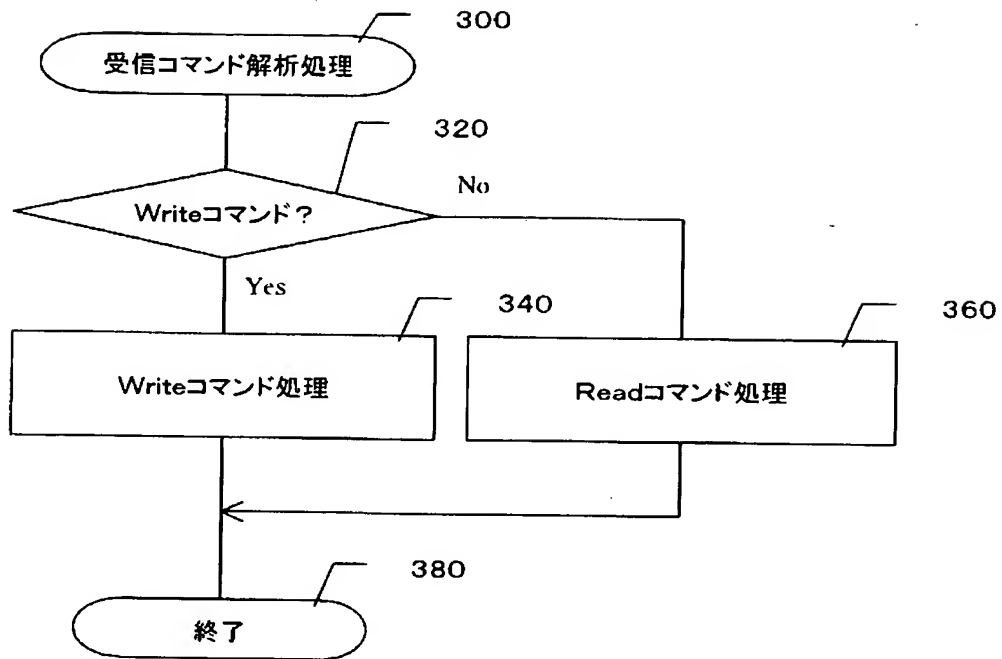 300
受信コマンド解析処理
320
No
Writeコマンド？
Yes
340
360
Writeコマンド処理
Readコマンド処理
380
終了